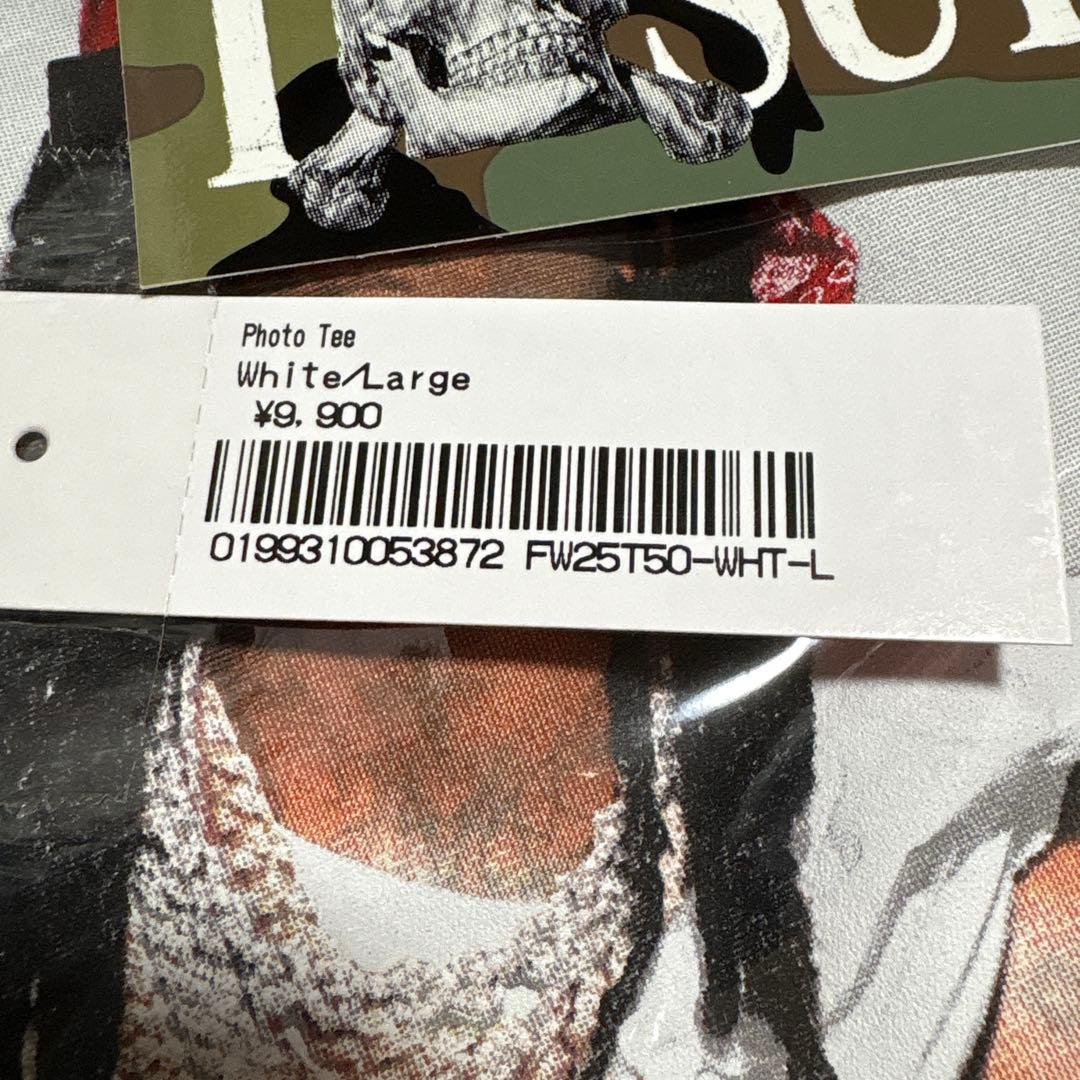 Photo Tee
White/Large
¥9,900
0199310053872 FW25T50-WHT-L